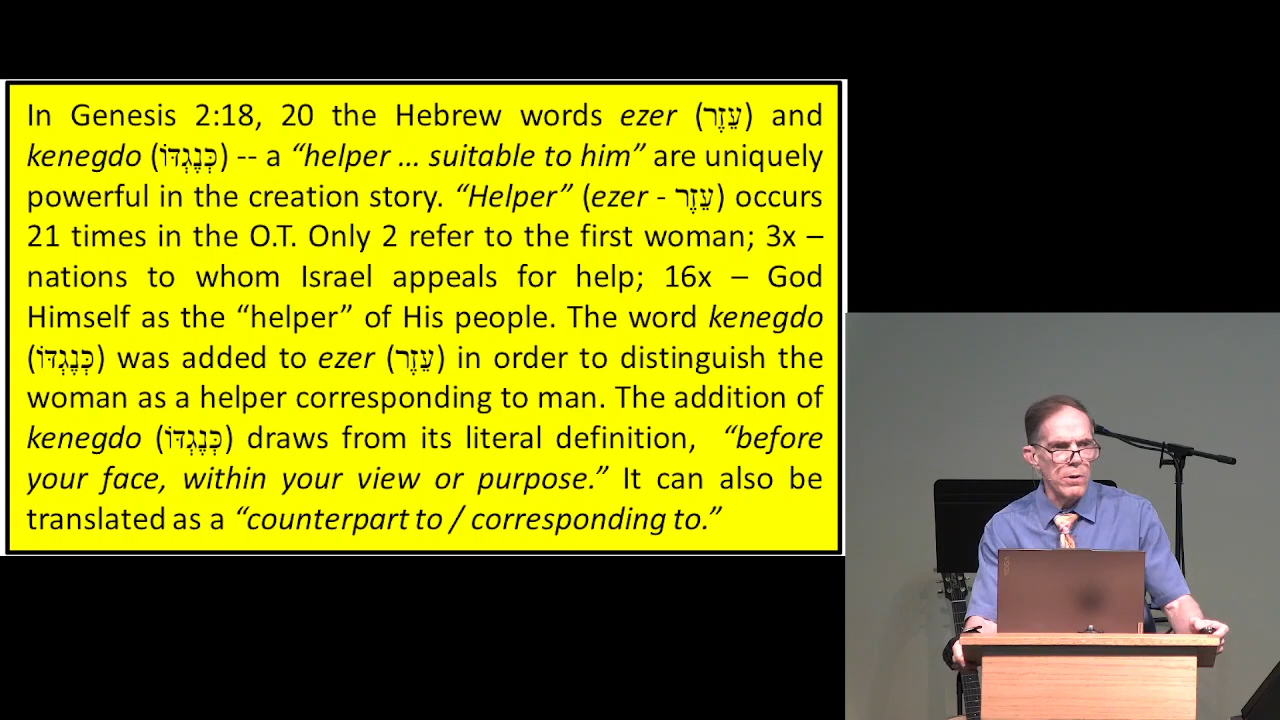 In Genesis 2:18, 20 the Hebrew words ezer (עֵזֶר) and
kenegdo (כְּנֶגְדּוֹ) -- a “helper … suitable to him” are uniquely
powerful in the creation story. “Helper” (ezer - עֵזֶר) occurs
21 times in the O.T. Only 2 refer to the first woman; 3x –
nations to whom Israel appeals for help; 16x – God
Himself as the “helper” of His people. The word kenegdo
(כְּנֶגְדּוֹ) was added to ezer (עֵזֶר) in order to distinguish the
woman as a helper corresponding to man. The addition of
kenegdo (כְּנֶגְדּוֹ) draws from its literal definition, “before
your face, within your view or purpose.” It can also be
translated as a “counterpart to / corresponding to.”